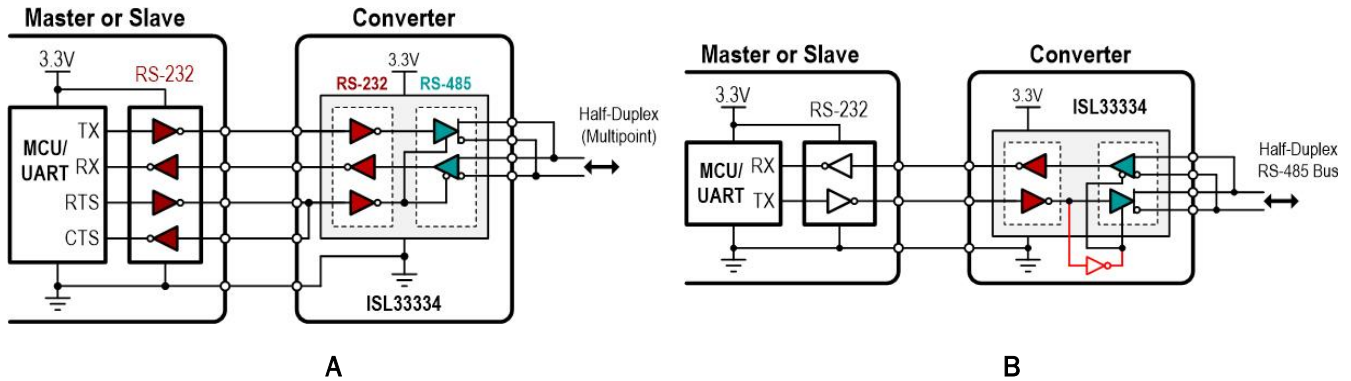 Master or Slave
Converter
3.3V
RS-232
3.3V
RS-232
RS-485
MCU/
UART
TX
RX
RTS
CTS
Half-Duplex
(Multipoint)
ISL33334
A
Master or Slave
Converter
3.3V
RS-232
3.3V
ISL33334
MCU/
UART
RX
TX
Half-Duplex
RS-485 Bus
B